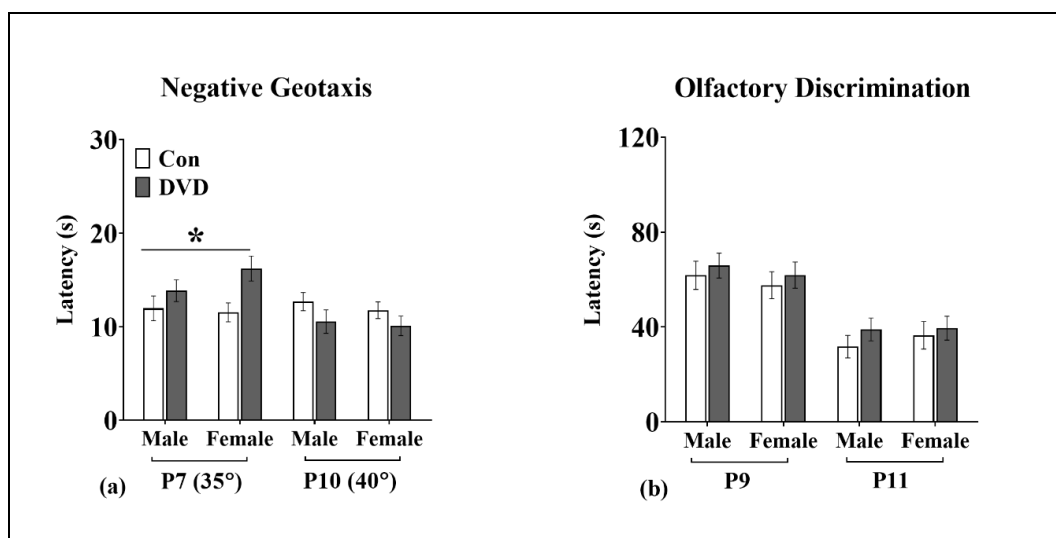 Negative Geotaxis
30
20
10
0
Latency (s)
Con
DVD
*
Male Female Male Female
P7 (35°) P10 (40°)
(a)
Olfactory Discrimination
120
80
40
0
Latency (s)
Male Female Male Female
P9 P11
(b)